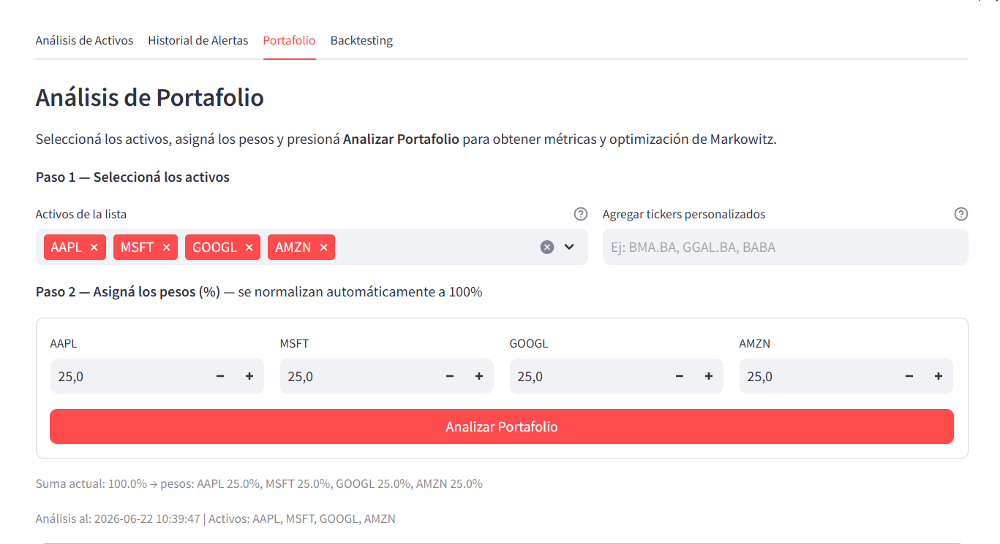 Análisis de Activos Historial de Alertas Portafolio Backtesting
Análisis de Portafolio
Seleccioná los activos, asigná los pesos y presioná Analizar Portafolio para obtener métricas y optimización de Markowitz.
Paso 1 — Seleccioná los activos
Activos de la lista
Agregar tickers personalizados
AAPL × MSFT × GOOGL × AMZN ×
Ej: BMA.BA, GGAL.BA, BABA
Paso 2 — Asigná los pesos (%) — se normalizan automáticamente a 100%
AAPL MSFT GOOGL AMZN
25,0 − + 25,0 − + 25,0 − + 25,0 − +
Analizar Portafolio
Suma actual: 100.0% → pesos: AAPL 25.0%, MSFT 25.0%, GOOGL 25.0%, AMZN 25.0%
Análisis al: 2026-06-22 10:39:47 | Activos: AAPL, MSFT, GOOGL, AMZN